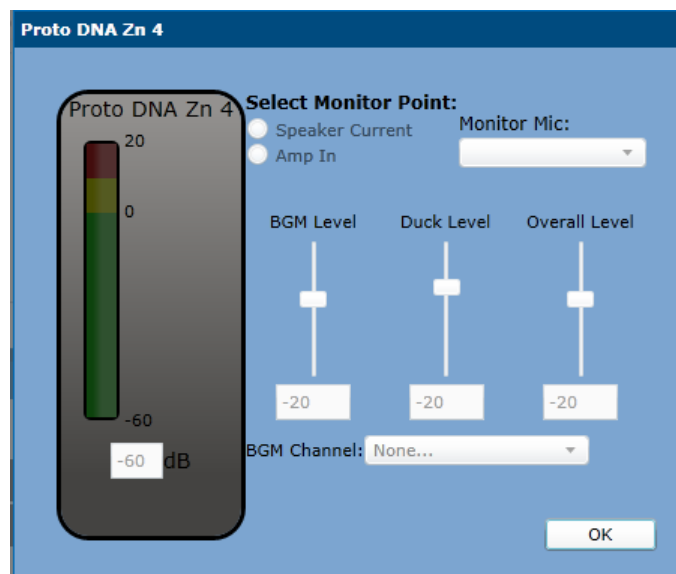 Proto DNA Zn 4
Proto DNA Zn 4
20
0
-60
-60 dB
Select Monitor Point:
Speaker Current
Amp In
Monitor Mic:
BGM Level Duck Level Overall Level
-20 -20 -20
BGM Channel: None...
OK